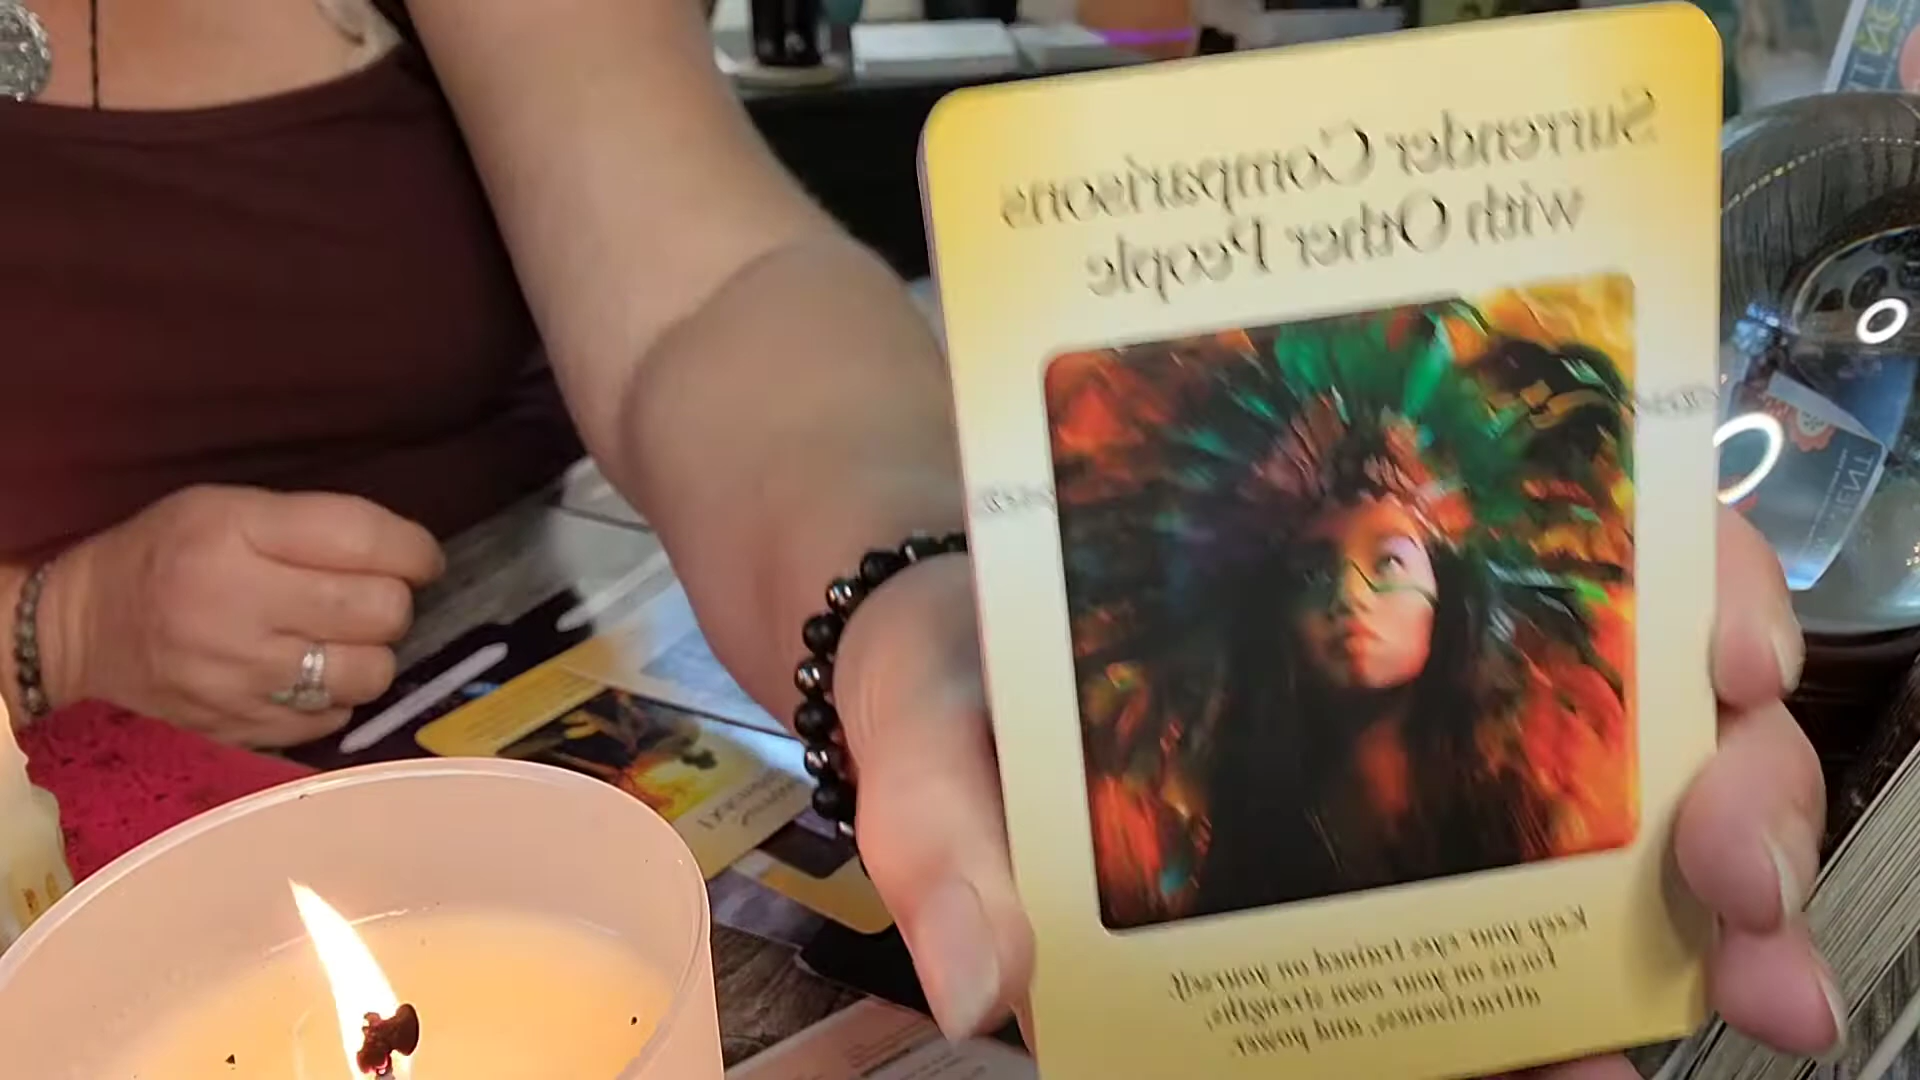 Surrender Comparisons
with Other People
Keep your eyes trained on yourself.
Focus on your own strengths,
attractiveness, and power.